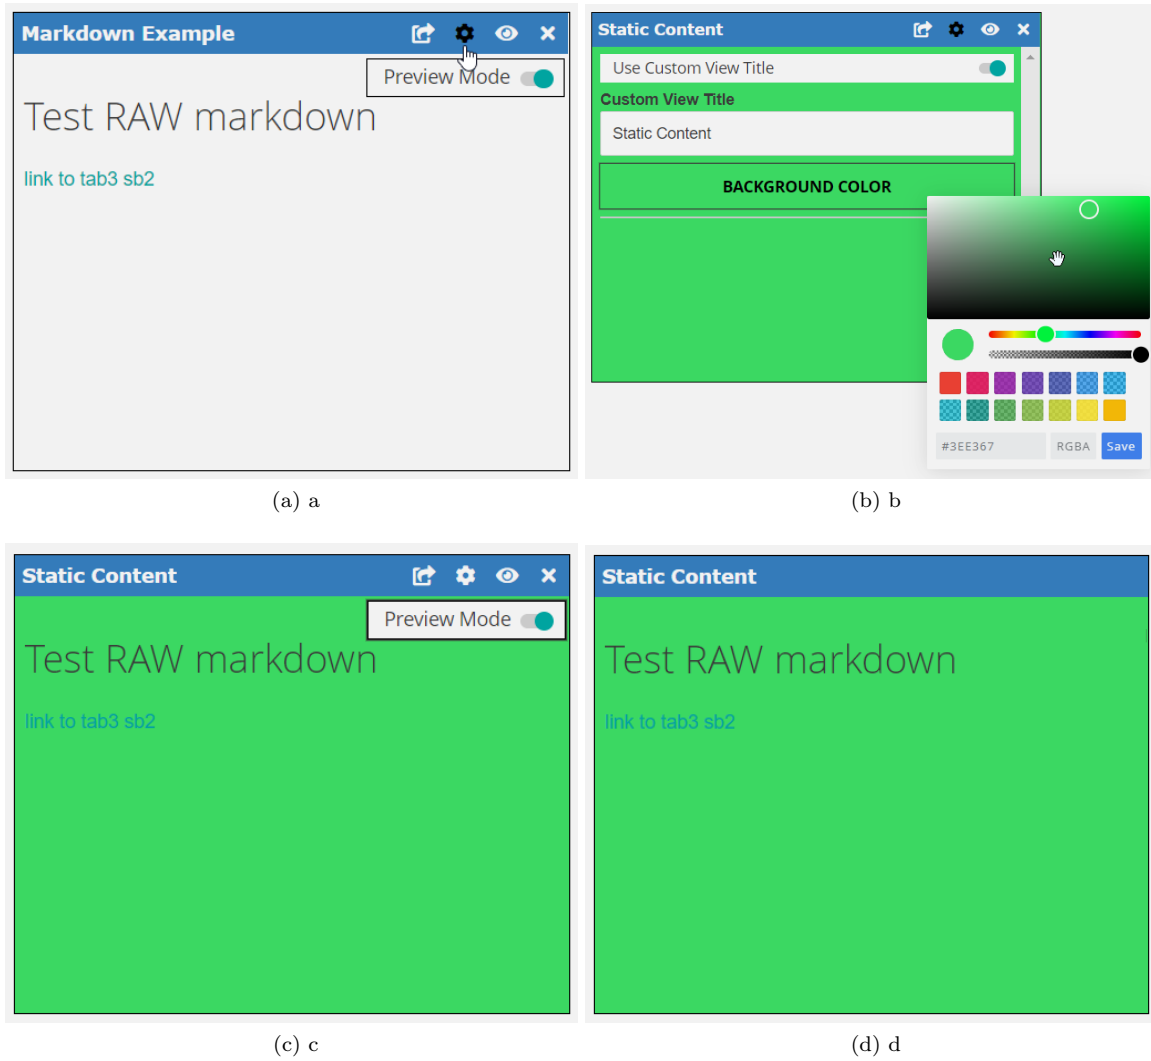 Markdown Example
Preview Mode
Test RAW markdown
link to tab3 sb2
(a) a
Static Content
Use Custom View Title
Custom View Title
Static Content
BACKGROUND COLOR
#3EE367 RGBA Save
(b) b
Static Content
Preview Mode
Test RAW markdown
link to tab3 sb2
(c) c
Static Content
Test RAW markdown
link to tab3 sb2
(d) d